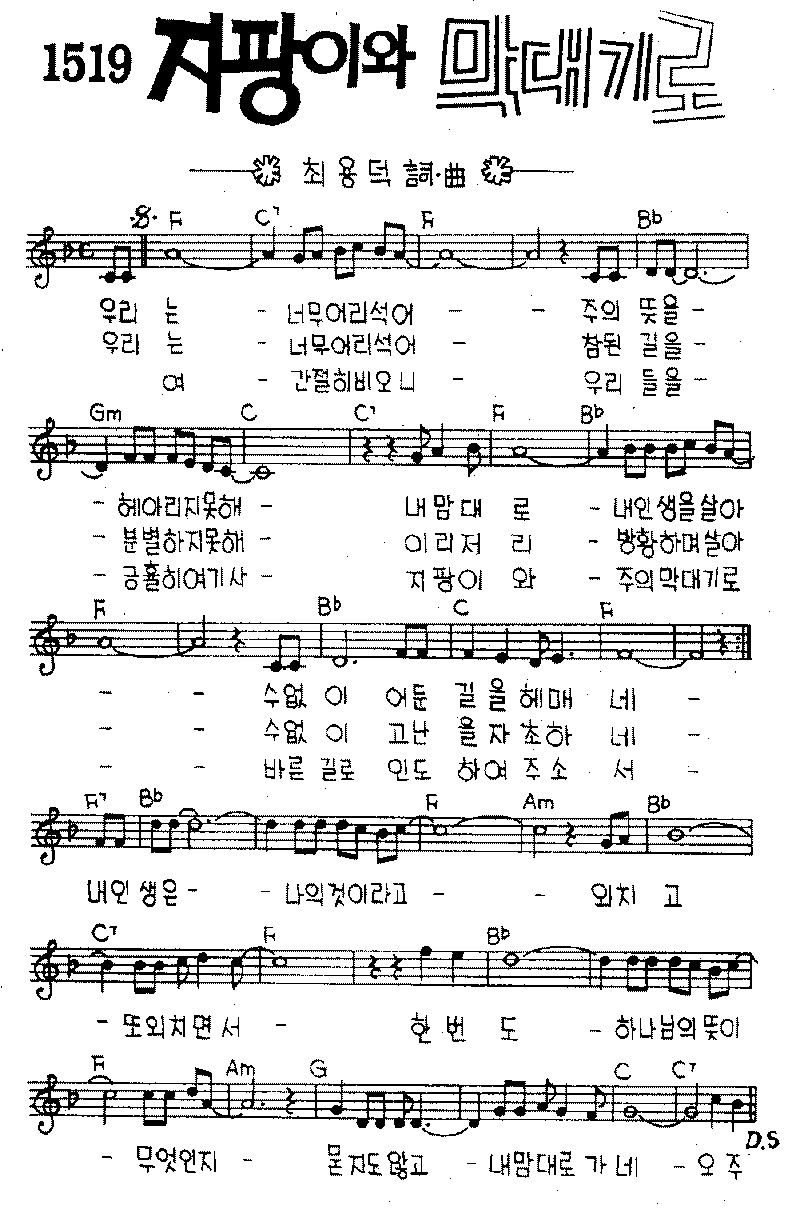 1519 지팡이와 막대기로
최용덕 詞·曲
F C7 F Bb
우리 는 - 너무어리석어 - - 주의 뜻을 -
우리 는 - 너무어리석어 - 참된 길을 -
여 - 간절히비오니 - 우리 들을 -
Gm C C7 F Bb
- 헤아리지못해 - 내 맘 대 로 - 내인생을살아
- 분별하지못해 - 이 리 저 리 - 방황하며살아
- 긍휼히여기사 - 지 팡 이 와 - 주의막대기로
F Bb C F
- - 수없 이 어둔 길 을 헤매 네 -
- - 수없 이 고난 을 자 초하 네 -
- - 바른 길로 인도 하여 주소 서 -
F7 Bb F Am Bb
내인 생은 - - 나의것이라고 - - 외치 고
C7 F Bb
- 또외치면서 - 한 번 도 - 하나님의뜻이
F Am G C C7
D.S
- 무엇인지 - 묻지도않고 - 내맘대로 가 네 - 오 주